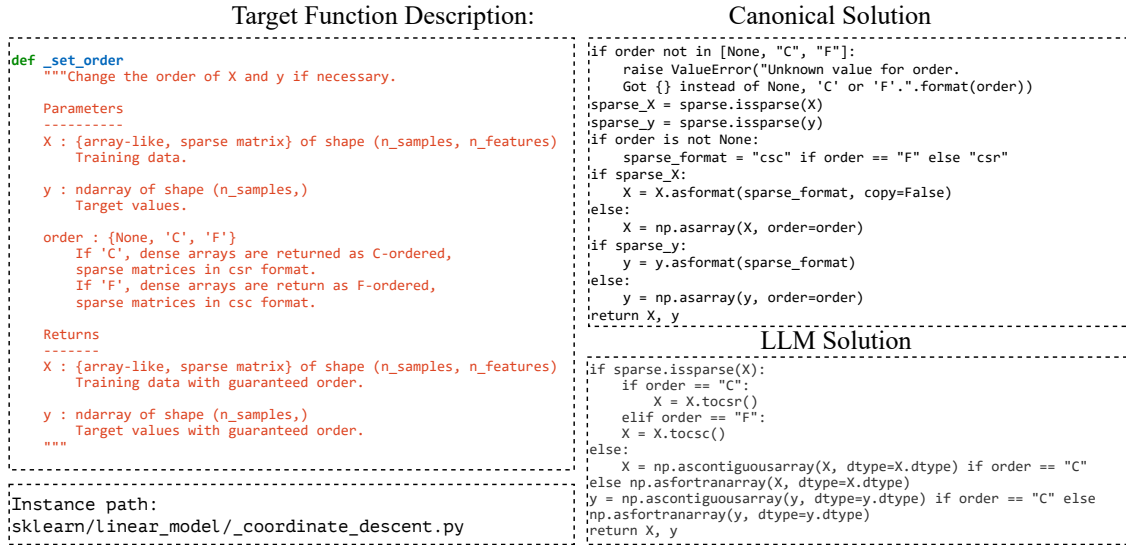 Target Function Description:
def _set_order
    """Change the order of X and y if necessary.

    Parameters
    ----------
    X : {array-like, sparse matrix} of shape (n_samples, n_features)
        Training data.

    y : ndarray of shape (n_samples,)
        Target values.

    order : {None, 'C', 'F'}
        If 'C', dense arrays are returned as C-ordered,
        sparse matrices in csr format.
        If 'F', dense arrays are return as F-ordered,
        sparse matrices in csc format.

    Returns
    -------
    X : {array-like, sparse matrix} of shape (n_samples, n_features)
        Training data with guaranteed order.

    y : ndarray of shape (n_samples,)
        Target values with guaranteed order.
    """
Instance path:
sklearn/linear_model/_coordinate_descent.py
Canonical Solution
if order not in [None, "C", "F"]:
    raise ValueError("Unknown value for order.
    Got {} instead of None, 'C' or 'F'.".format(order))
sparse_X = sparse.issparse(X)
sparse_y = sparse.issparse(y)
if order is not None:
    sparse_format = "csc" if order == "F" else "csr"
if sparse_X:
    X = X.asformat(sparse_format, copy=False)
else:
    X = np.asarray(X, order=order)
if sparse_y:
    y = y.asformat(sparse_format)
else:
    y = np.asarray(y, order=order)
return X, y
LLM Solution
if sparse.issparse(X):
    if order == "C":
        X = X.tocsr()
    elif order == "F":
    X = X.tocsc()
else:
    X = np.ascontiguousarray(X, dtype=X.dtype) if order == "C"
else np.asfortranarray(X, dtype=X.dtype)
y = np.ascontiguousarray(y, dtype=y.dtype) if order == "C" else
np.asfortranarray(y, dtype=y.dtype)
return X, y